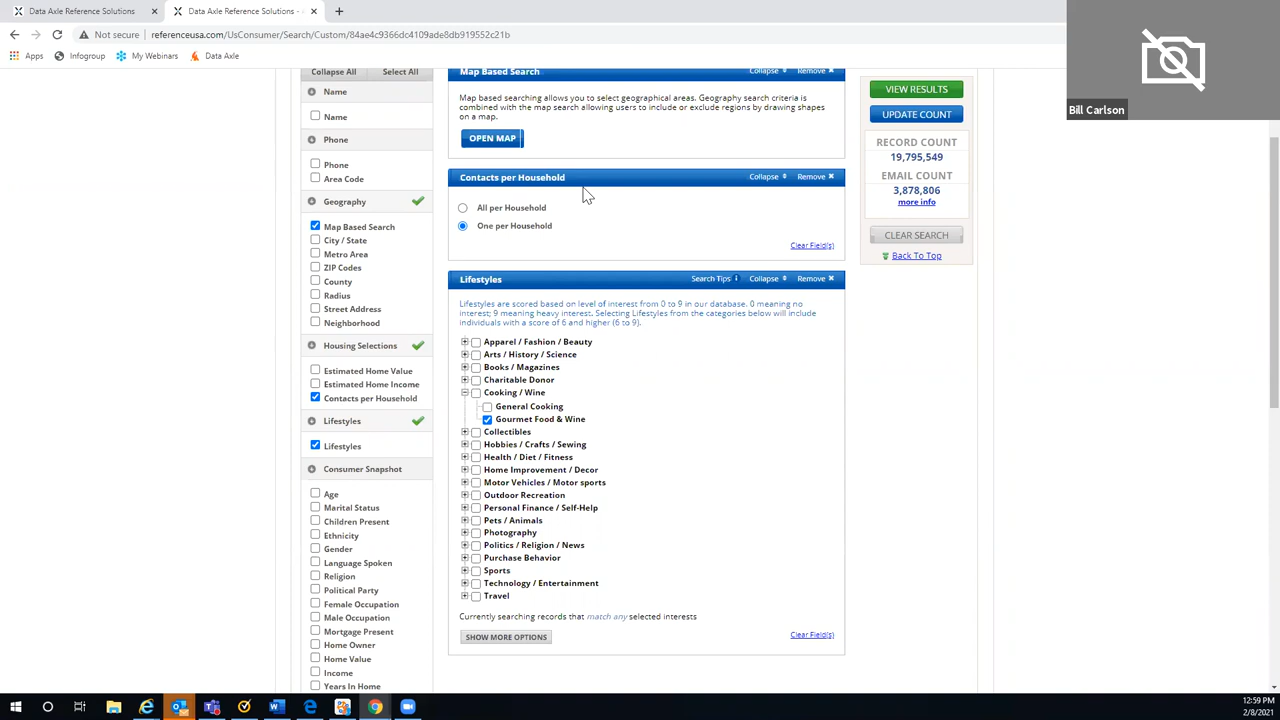 Data Axle Reference Solutions
Data Axle Reference Solutions -
Not secure
referenceusa.com/UsConsumer/Search/Custom/84ae4c9366dc4109ade8db919552c21b
Apps
Infogroup
My Webinars
Data Axle
Bill Carlson
Collapse All
Select All
Name
Name
Phone
Phone
Area Code
Geography
Map Based Search
City / State
Metro Area
ZIP Codes
County
Radius
Street Address
Neighborhood
Housing Selections
Estimated Home Value
Estimated Home Income
Contacts per Household
Lifestyles
Lifestyles
Consumer Snapshot
Age
Marital Status
Children Present
Ethnicity
Gender
Language Spoken
Religion
Political Party
Female Occupation
Male Occupation
Mortgage Present
Home Owner
Home Value
Income
Years In Home
Map Based Search
Collapse
Remove
Map based searching allows you to select geographical areas. Geography search criteria is
combined with the map search allowing users to include or exclude regions by drawing shapes
on a map.
OPEN MAP
Contacts per Household
Collapse
Remove
All per Household
One per Household
Clear Field(s)
Lifestyles
Search Tips
Collapse
Remove
Lifestyles are scored based on level of interest from 0 to 9 in our database. 0 meaning no
interest; 9 meaning heavy interest. Selecting Lifestyles from the categories below will include
individuals with a score of 6 and higher (6 to 9).
Apparel / Fashion / Beauty
Arts / History / Science
Books / Magazines
Charitable Donor
Cooking / Wine
General Cooking
Gourmet Food & Wine
Collectibles
Hobbies / Crafts / Sewing
Health / Diet / Fitness
Home Improvement / Decor
Motor Vehicles / Motor sports
Outdoor Recreation
Personal Finance / Self-Help
Pets / Animals
Photography
Politics / Religion / News
Purchase Behavior
Sports
Technology / Entertainment
Travel
Currently searching records that match any selected interests
SHOW MORE OPTIONS
Clear Field(s)
VIEW RESULTS
UPDATE COUNT
RECORD COUNT
19,795,549
EMAIL COUNT
3,878,806
more info
CLEAR SEARCH
Back To Top
12:59 PM
2/8/2021